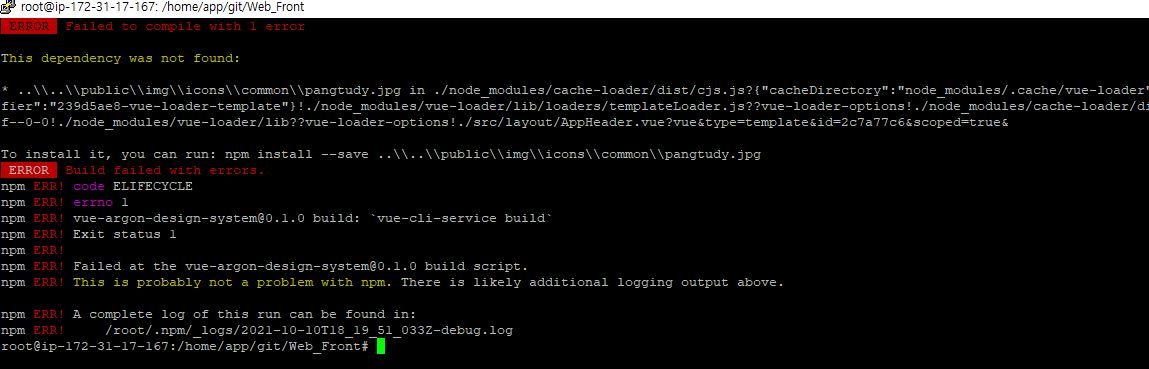 root@ip-172-31-17-167: /home/app/git/Web_Front
ERROR Failed to compile with 1 error
This dependency was not found:
* ..\\..\\public\\img\\icons\\common\\pangtudy.jpg in ./node_modules/cache-loader/dist/cjs.js?{"cacheDirectory":"node_modules/.cache/vue-loader"
fier":"239d5ae8-vue-loader-template"}!./node_modules/vue-loader/lib/loaders/templateLoader.js??vue-loader-options!./node_modules/cache-loader/di
f--0-0!./node_modules/vue-loader/lib??vue-loader-options!./src/layout/AppHeader.vue?vue&type=template&id=2c7a77c6&scoped=true&
To install it, you can run: npm install --save ..\\..\\public\\img\\icons\\common\\pangtudy.jpg
ERROR Build failed with errors.
npm ERR! code ELIFECYCLE
npm ERR! errno 1
npm ERR! vue-argon-design-system@0.1.0 build: `vue-cli-service build`
npm ERR! Exit status 1
npm ERR!
npm ERR! Failed at the vue-argon-design-system@0.1.0 build script.
npm ERR! This is probably not a problem with npm. There is likely additional logging output above.
npm ERR! A complete log of this run can be found in:
npm ERR!     /root/.npm/_logs/2021-10-10T18_19_51_033Z-debug.log
root@ip-172-31-17-167:/home/app/git/Web_Front#